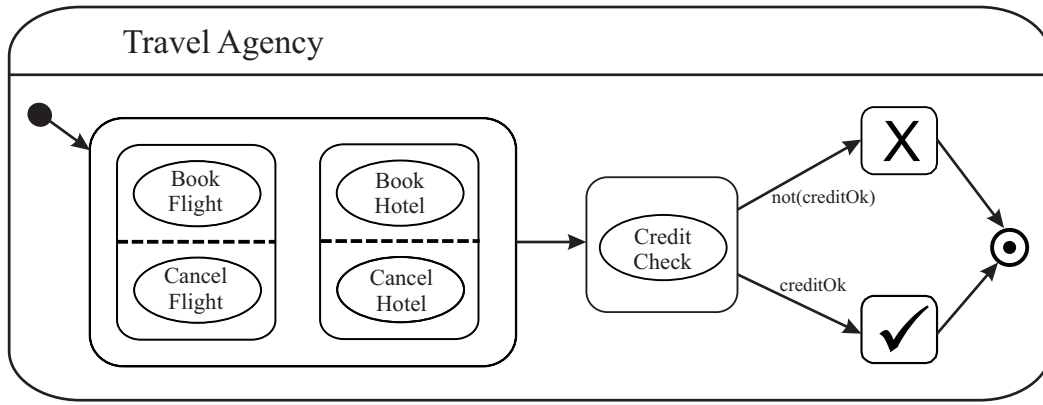 Travel Agency
Book
Flight
Cancel
Flight
Book
Hotel
Cancel
Hotel
Credit
Check
not(creditOk)
creditOk
X